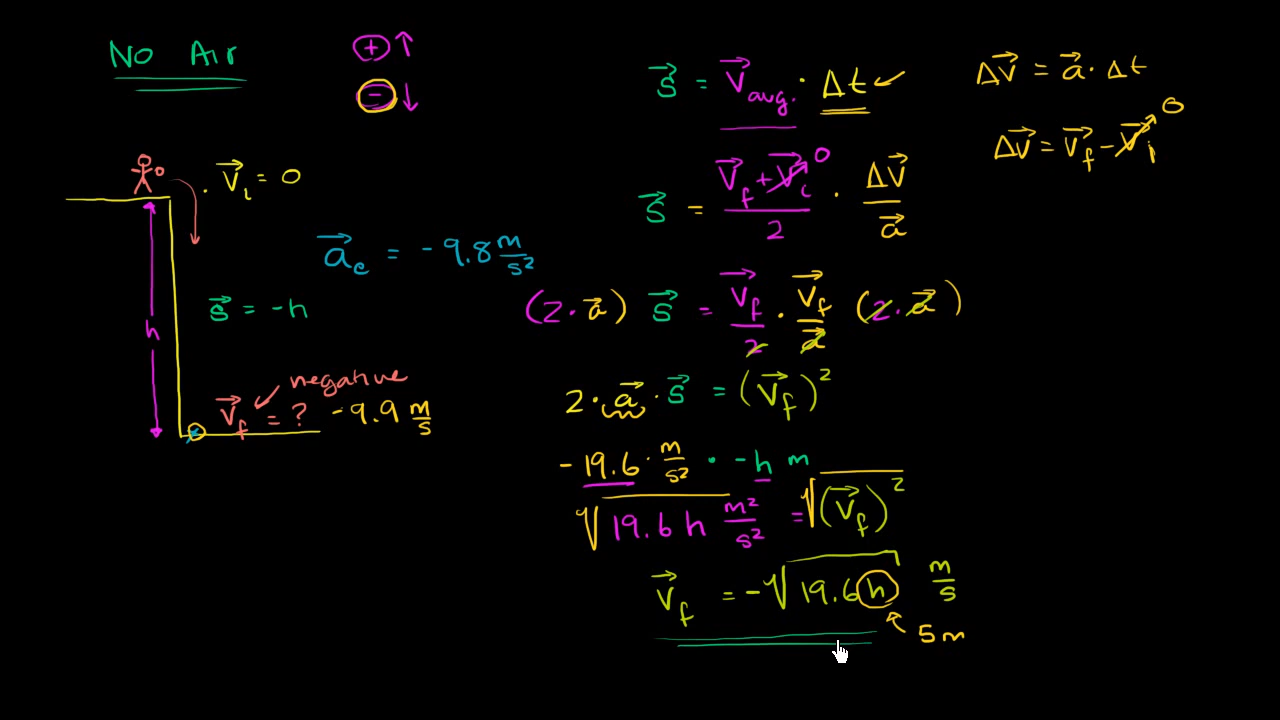 No Air
+ ↑
- ↓
. v⃗ᵢ = 0
a⃗e = -9.8 m/s²
s⃗ = -h
h
negative
v⃗f = ? -9.9 m/s
s⃗ = v⃗avg. · Δt
s⃗ = (v⃗f + v⃗i 0)/2 · Δv⃗/a⃗
(2·a⃗) s⃗ = v⃗f/2 · v⃗f/a⃗ (2·a⃗)
2·a⃗·s⃗ = (v⃗f)²
-19.6 · m/s² · -h m
√19.6 h m²/s² = √(v⃗f)²
v⃗f = -√19.6h m/s
5m
Δv⃗ = a⃗ · Δt
Δv⃗ = v⃗f - v⃗i 0